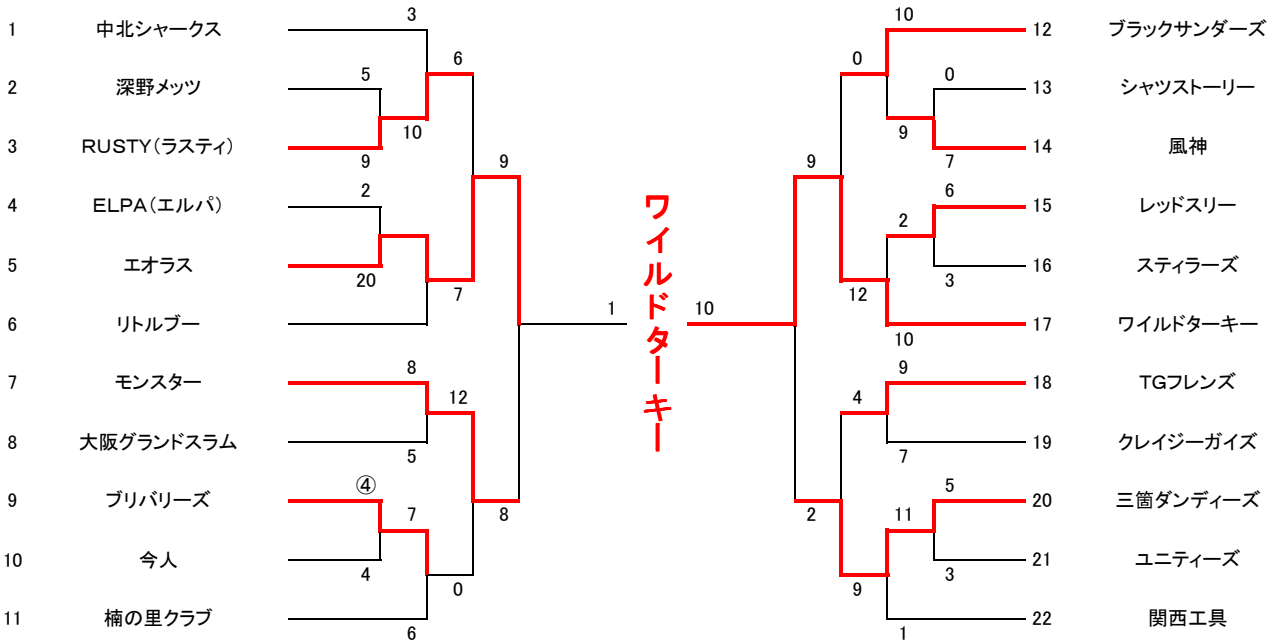 3
1 中北シャークス
6
5
2 深野メッツ
10
3 RUSTY(ラスティ)
9
9
2
4 ELPA(エルパ)
5 エオラス
20
7
6 リトルブー
1
8
7 モンスター
12
8 大阪グランドスラム
5
④
9 ブリバリーズ
7
8
10 今人
4
0
11 楠の里クラブ
6
ワイルドターキー
10
12 ブラックサンダーズ
0
0
13 シャツストーリー
9
14 風神
7
9
6
15 レッドスリー
2
16 スティラーズ
3
12
17 ワイルドターキー
10
10
9
18 TGフレンズ
4
19 クレイジーガイズ
7
5
20 三箇ダンディーズ
11
2
21 ユニティーズ
3
9
22 関西工具
1